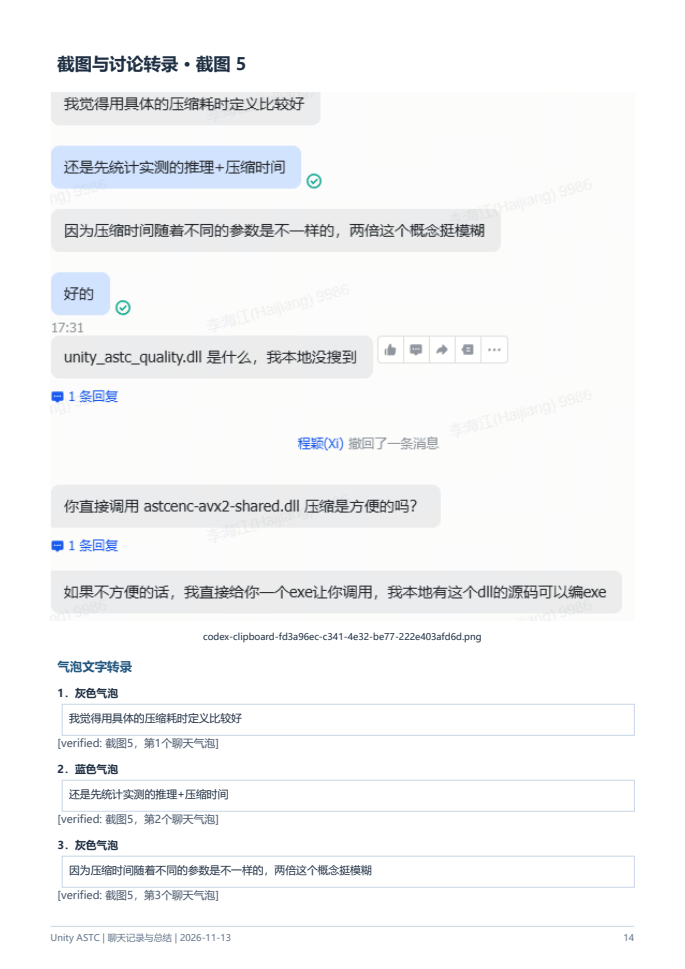 截图与讨论转录 • 截图 5
我觉得用具体的压缩耗时定义比较好
还是先统计实测的推理+压缩时间
因为压缩时间随着不同的参数是不一样的，两倍这个概念挺模糊
好的
17:31
unity_astc_quality.dll 是什么，我本地没搜到
1 条回复
程颖(Xi) 撤回了一条消息
你直接调用 astcenc-avx2-shared.dll 压缩是方便的吗？
1 条回复
如果不方便的话，我直接给你一个exe让你调用，我本地有这个dll的源码可以编exe
李海江(Haijiang) 9986
codex-clipboard-fd3a96ec-c341-4e32-be77-222e403afd6d.png
气泡文字转录
1．灰色气泡
我觉得用具体的压缩耗时定义比较好
[verified: 截图5，第1个聊天气泡]
2．蓝色气泡
还是先统计实测的推理+压缩时间
[verified: 截图5，第2个聊天气泡]
3．灰色气泡
因为压缩时间随着不同的参数是不一样的，两倍这个概念挺模糊
[verified: 截图5，第3个聊天气泡]
Unity ASTC | 聊天记录与总结 | 2026-11-13
14